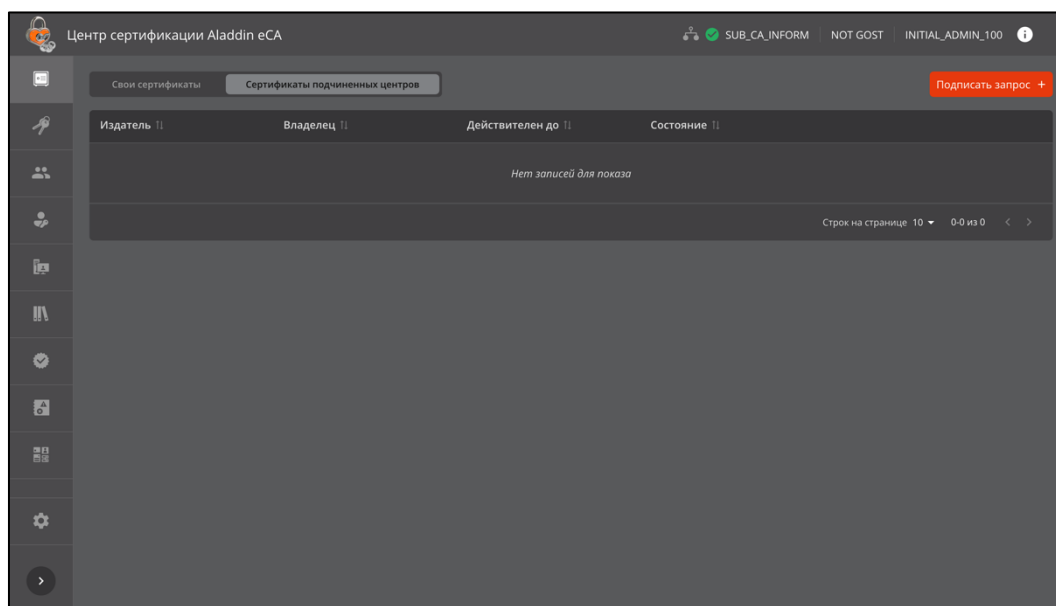 Центр сертификации Aladdin eCA SUB_CA_INFORM NOT GOST INITIAL_ADMIN_100
Свои сертификаты Сертификаты подчиненных центров Подписать запрос +
Издатель Владелец Действителен до Состояние
Нет записей для показа
Строк на странице 10 0-0 из 0